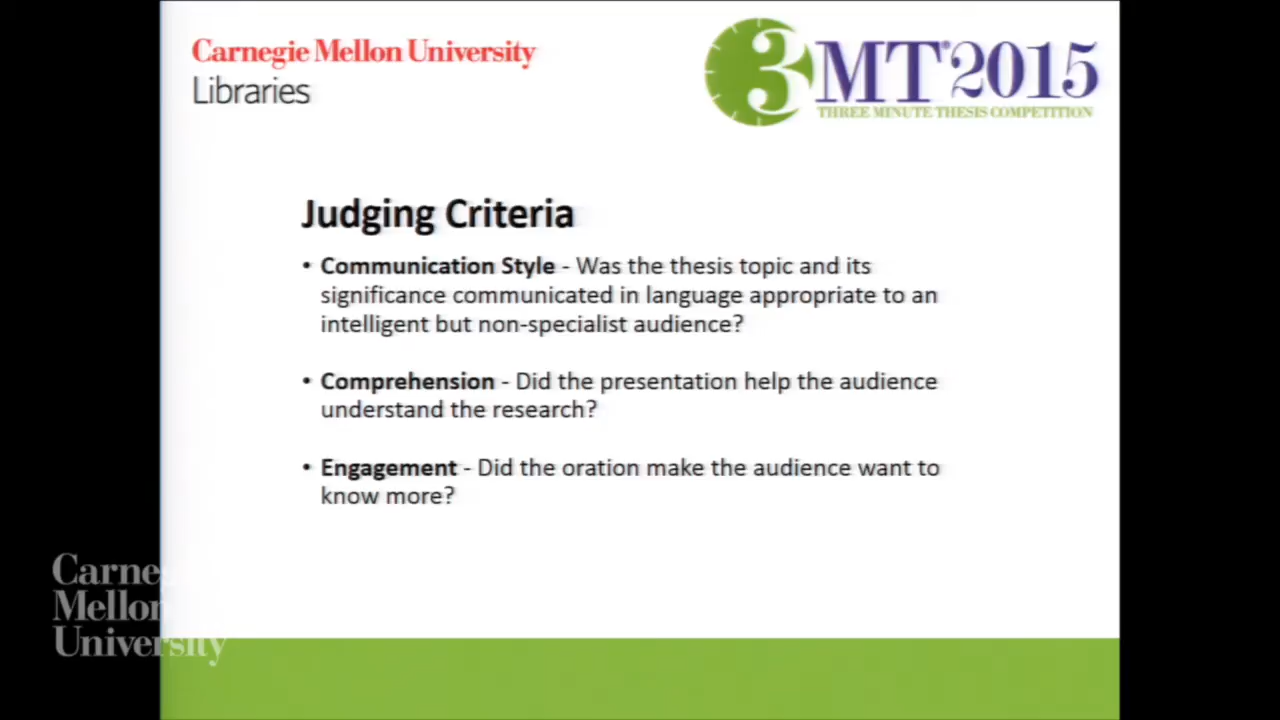 Carnegie Mellon University
Libraries
3MT®2015
THREE MINUTE THESIS COMPETITION
Judging Criteria
• Communication Style - Was the thesis topic and its
significance communicated in language appropriate to an
intelligent but non-specialist audience?
• Comprehension - Did the presentation help the audience
understand the research?
• Engagement - Did the oration make the audience want to
know more?
Carnegie
Mellon
University